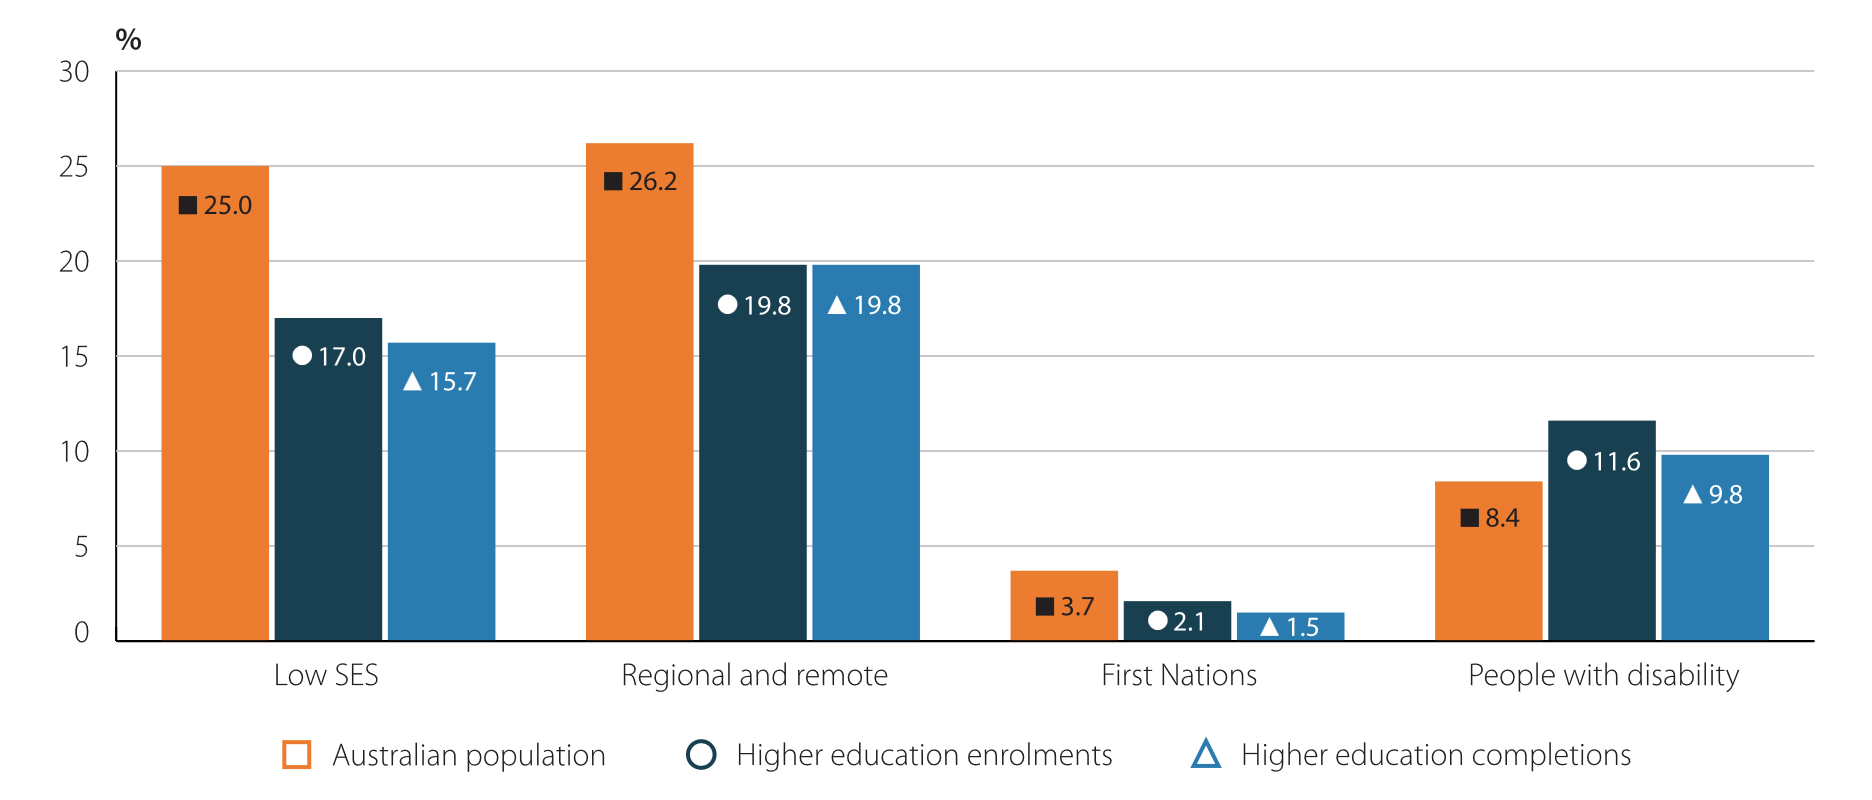 %
30
25
20
15
10
5
0
25.0
17.0
15.7
26.2
19.8
19.8
3.7
2.1
1.5
8.4
11.6
9.8
Low SES
Regional and remote
First Nations
People with disability
Australian population
Higher education enrolments
Higher education completions